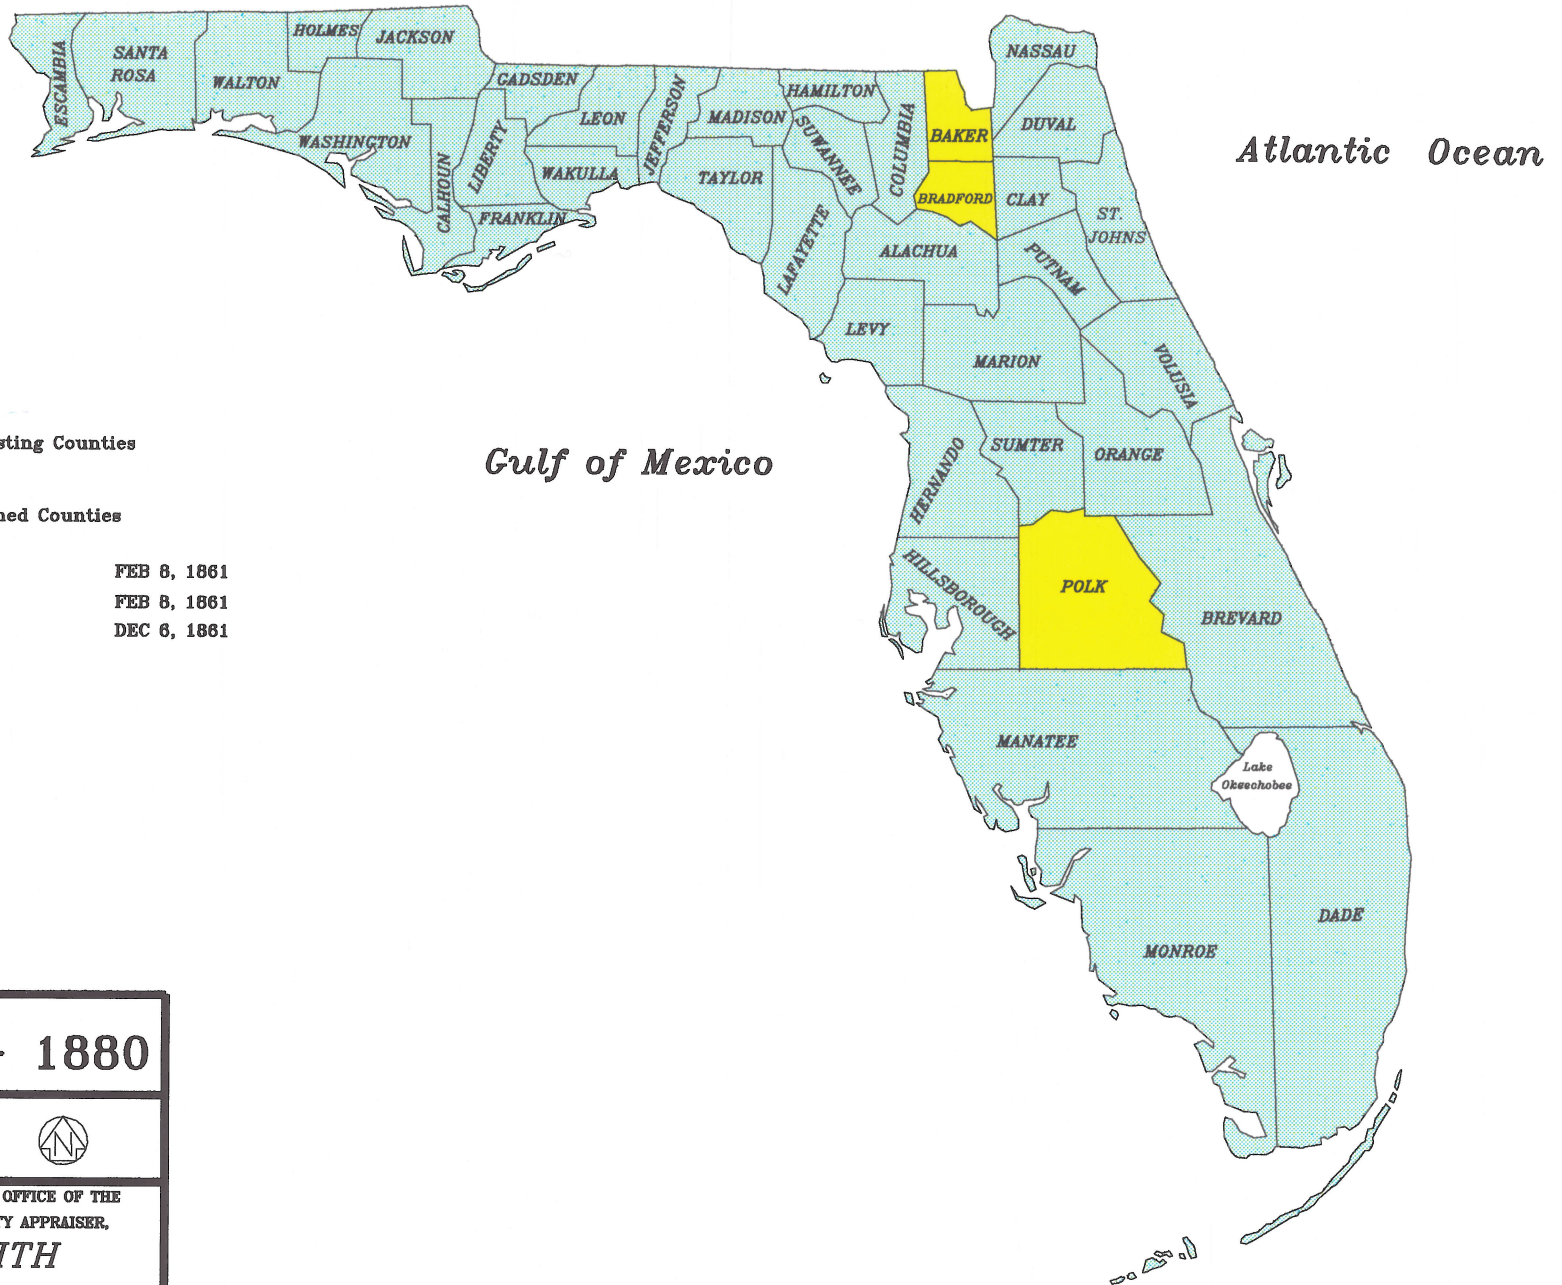 HOLMES
JACKSON
NASSAU
ESCAMBIA
SANTA
ROSA
WALTON
GADSDEN
HAMILTON
LEON
JEFFERSON
MADISON
SUWANNEE
COLUMBIA
BAKER
DUVAL
Atlantic Ocean
WASHINGTON
CALHOUN
LIBERTY
WAKULLA
TAYLOR
BRADFORD
CLAY
FRANKLIN
LAFAYETTE
ALACHUA
ST.
JOHNS
PUTNAM
LEVY
MARION
VOLUSIA
sting Counties
Gulf of Mexico
HERNANDO
SUMTER
ORANGE
ned Counties
FEB 8, 1861
FEB 8, 1861
DEC 6, 1861
HILLSBOROUGH
POLK
BREVARD
MANATEE
Lake
Okeechobee
DADE
MONROE
- 1880
N
OFFICE OF THE
TY APPRAISER,
ITH